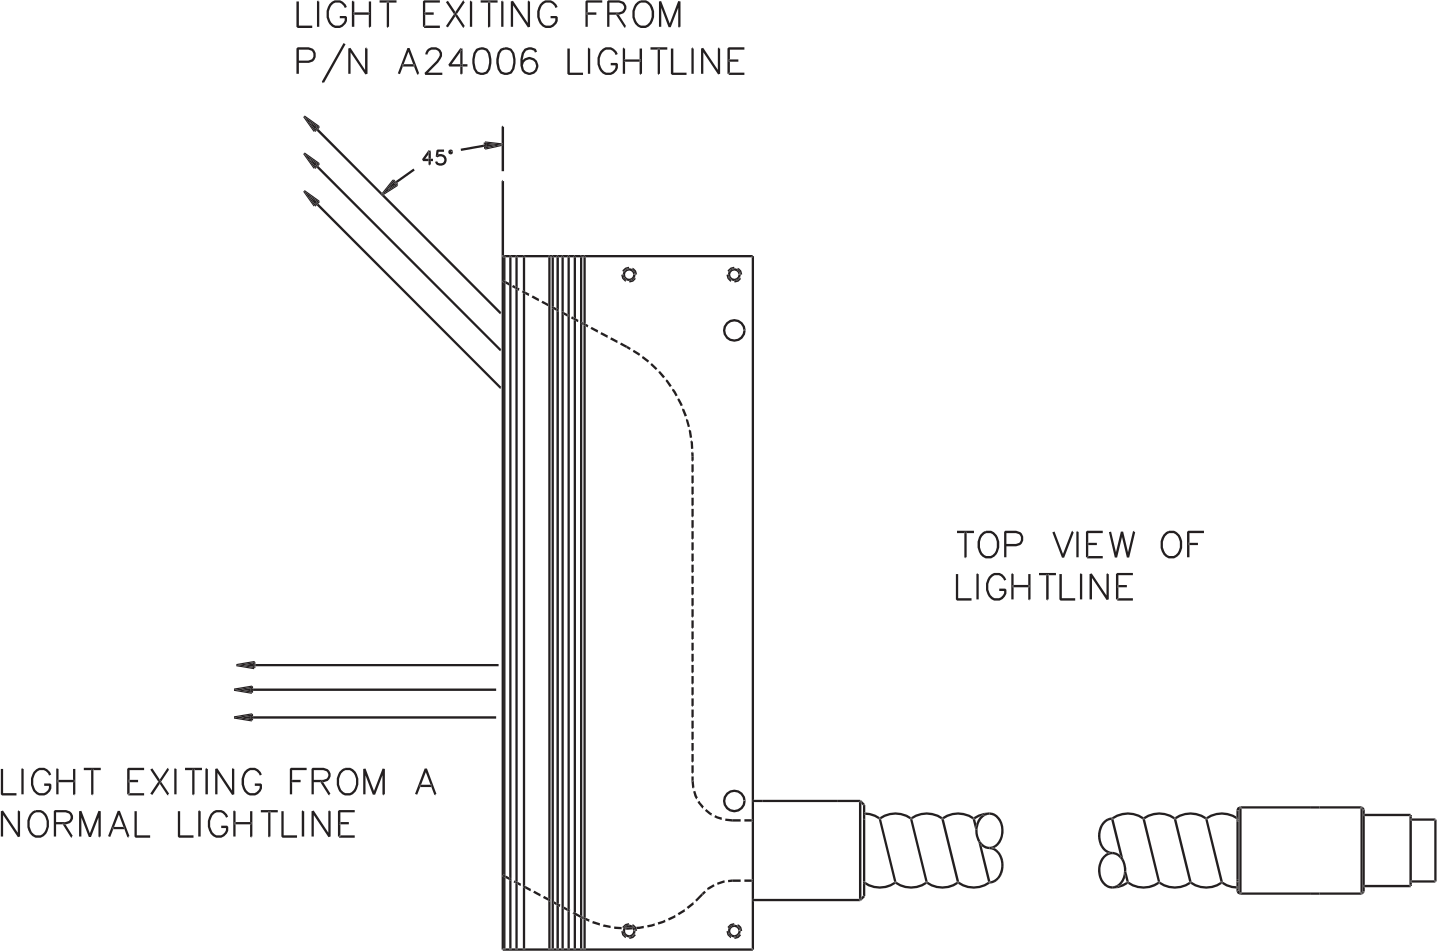 LIGHT EXITING FROM
P/N A24006 LIGHTLINE
45°
TOP VIEW OF
LIGHTLINE
LIGHT EXITING FROM A
NORMAL LIGHTLINE